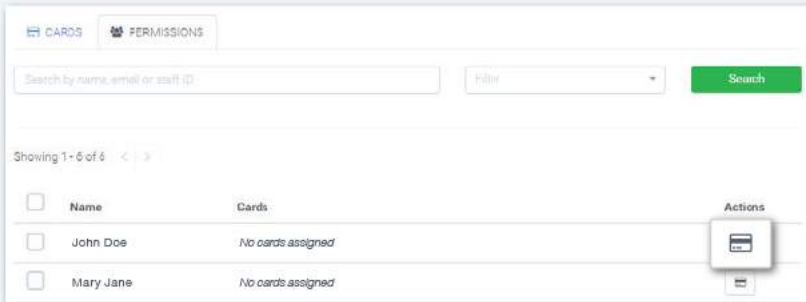 CARDS PERMISSIONS
Search by name, email or staff ID Filter Search
Showing 1 - 6 of 6 < >
Name Cards Actions
John Doe No cards assigned
Mary Jane No cards assigned